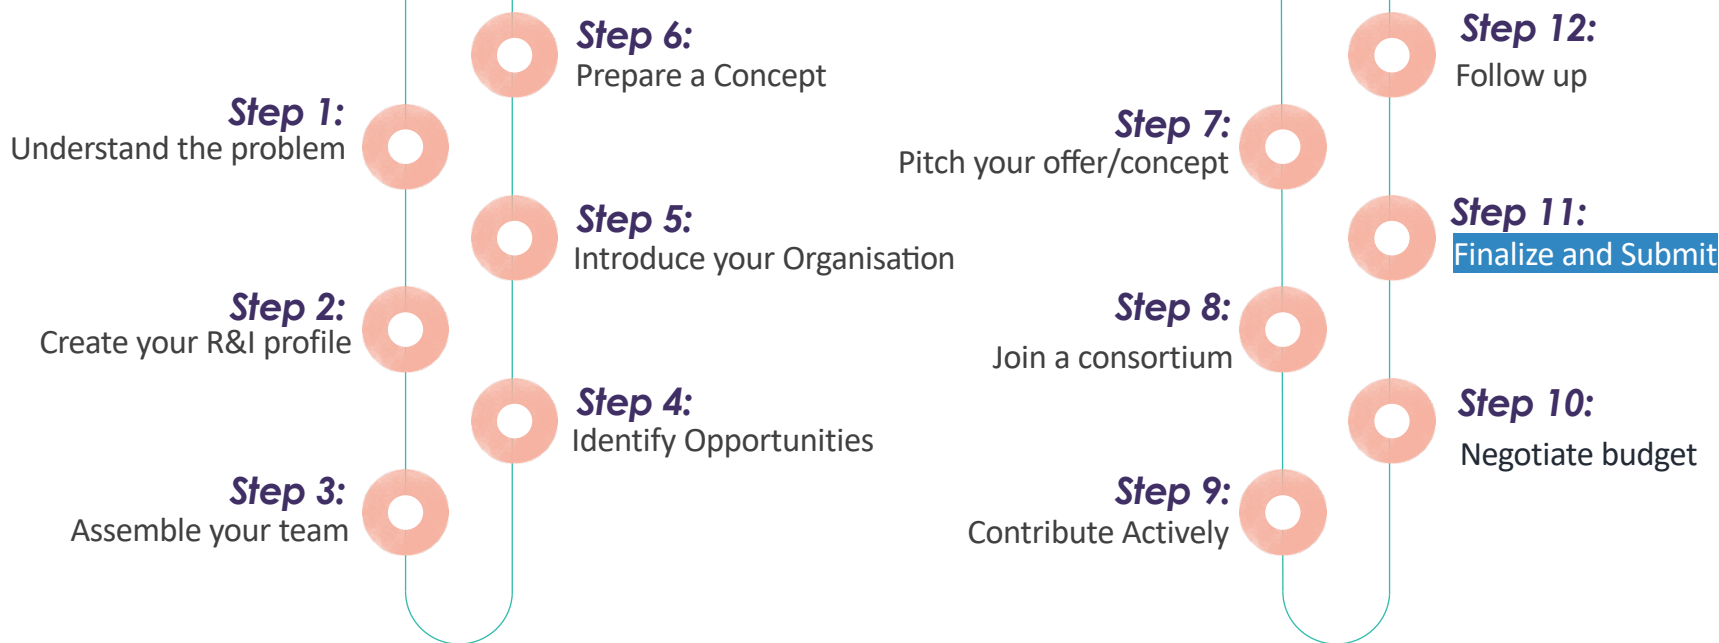 Step 1:
Understand the problem
Step 2:
Create your R&I profile
Step 3:
Assemble your team
Step 4:
Identify Opportunities
Step 5:
Introduce your Organisation
Step 6:
Prepare a Concept
Step 7:
Pitch your offer/concept
Step 8:
Join a consortium
Step 9:
Contribute Actively
Step 10:
Negotiate budget
Step 11:
Finalize and Submit
Step 12:
Follow up